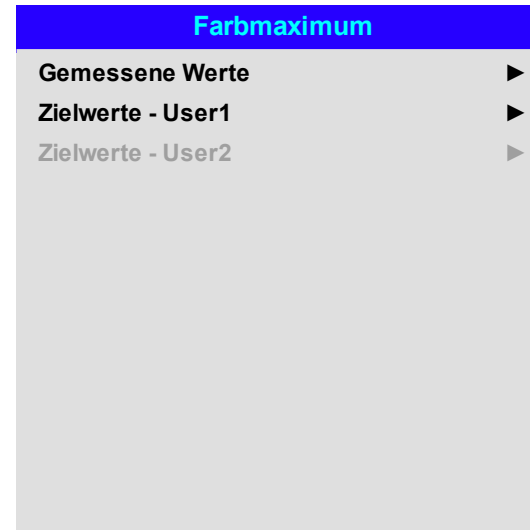 Farbmaximum
Gemessene Werte ►
Zielwerte - User1 ►
Zielwerte - User2 ►